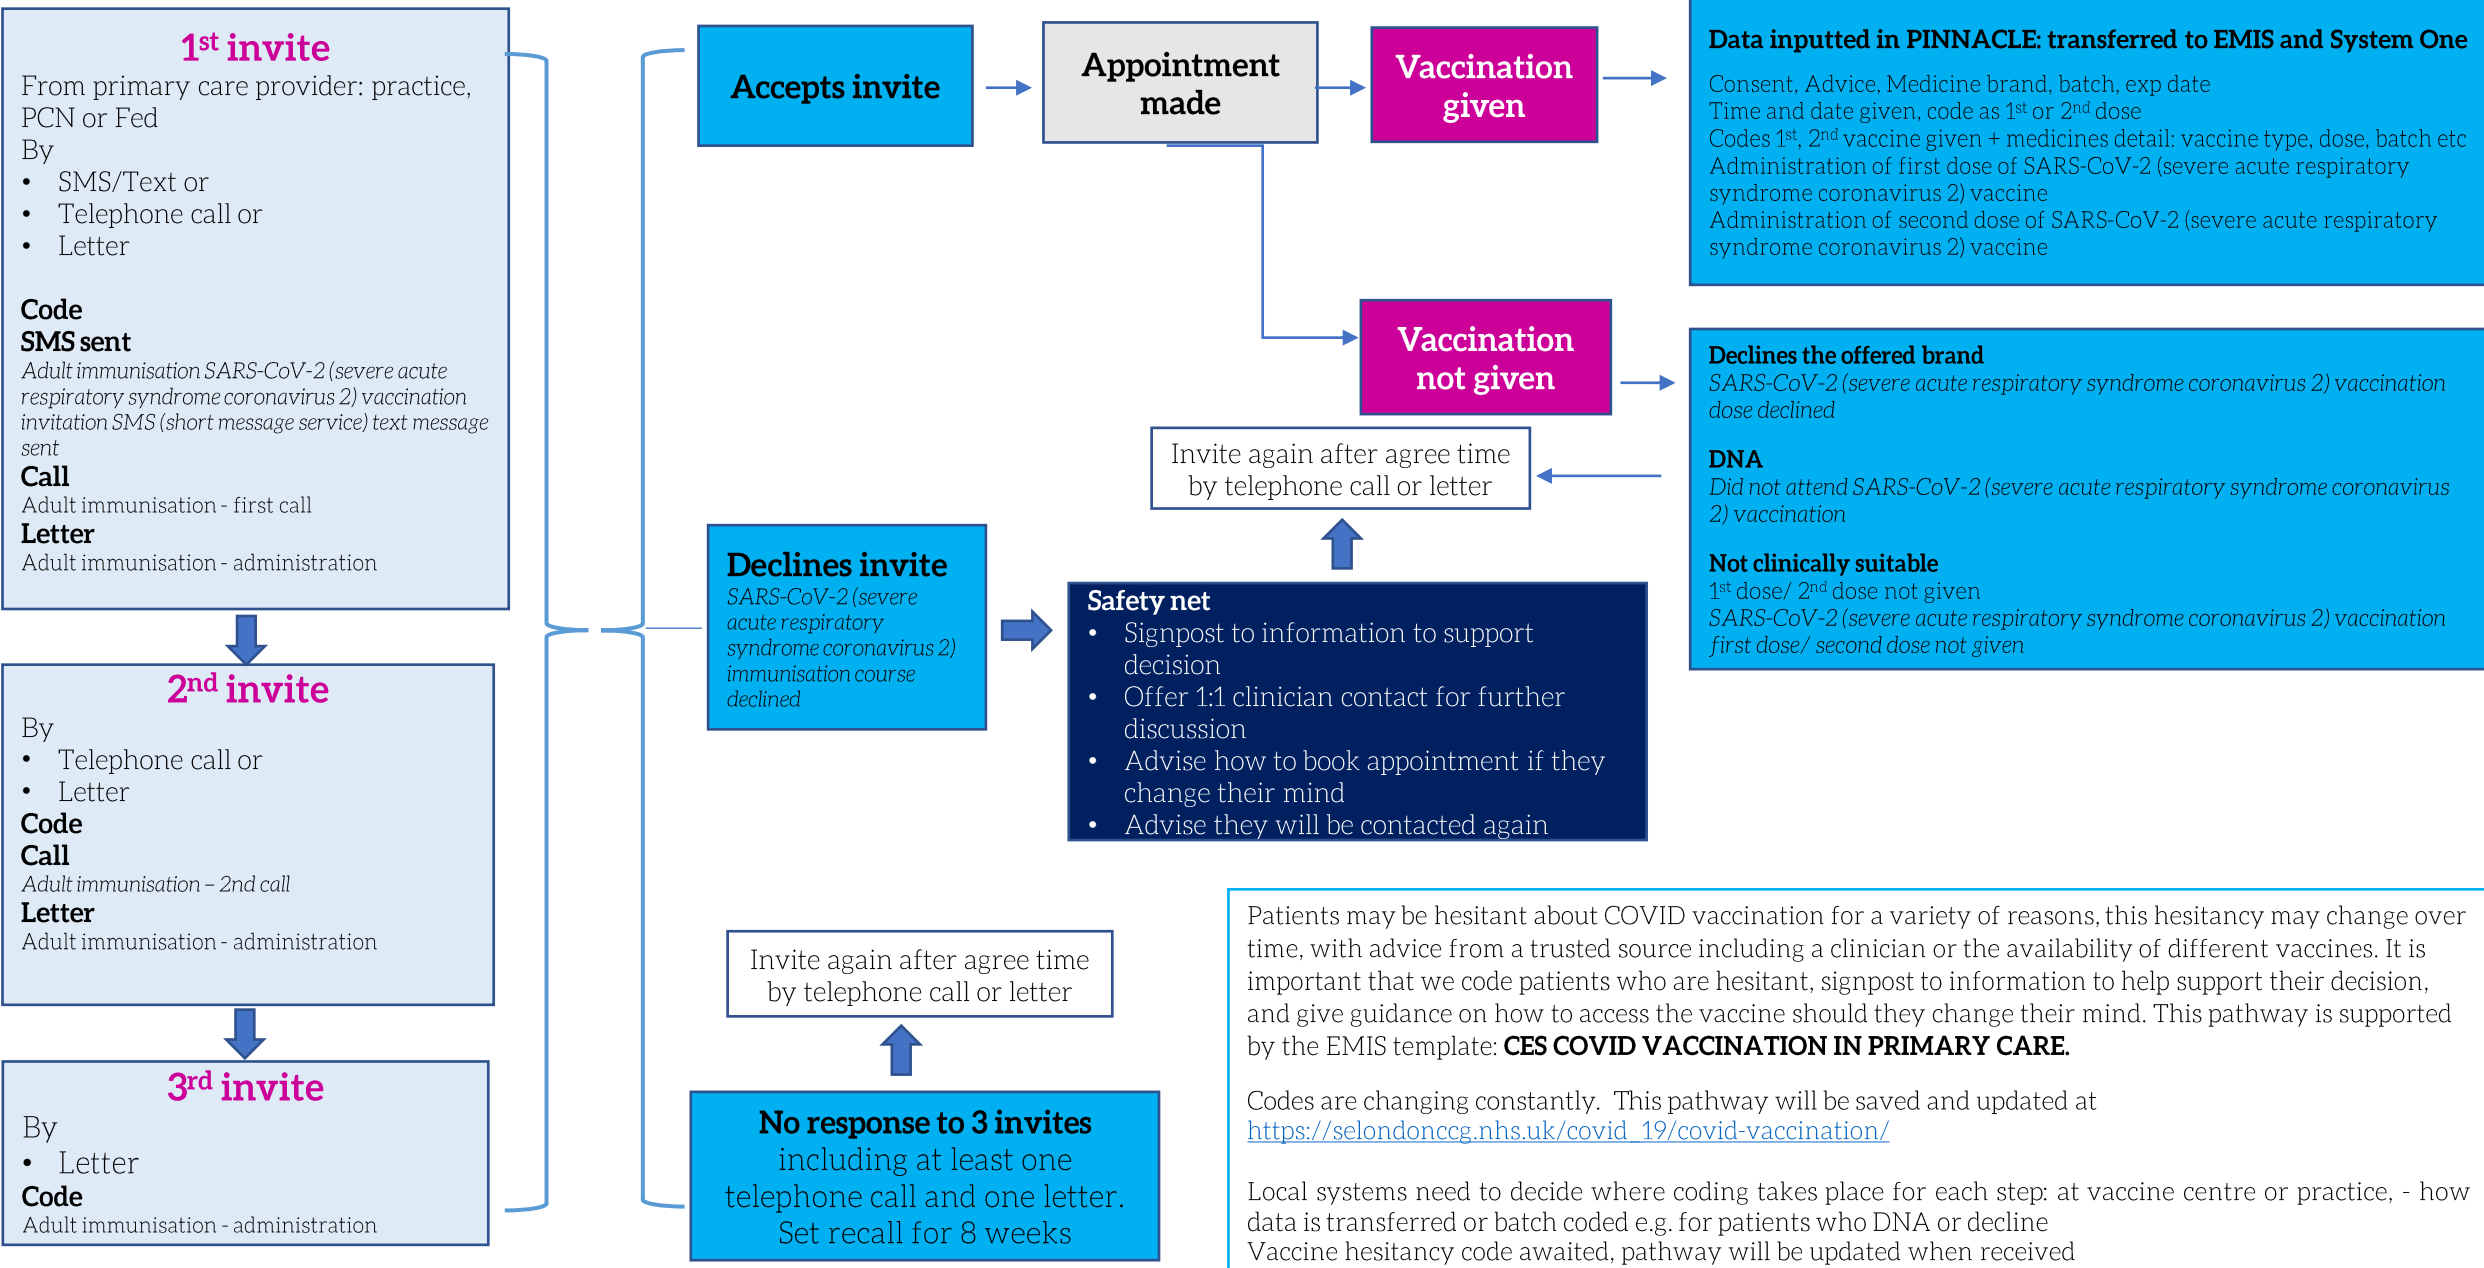 1st invite
From primary care provider: practice,
PCN or Fed
By
• SMS/Text or
• Telephone call or
• Letter
Code
SMS sent
Adult immunisation SARS-CoV-2 (severe acute
respiratory syndrome coronavirus 2) vaccination
invitation SMS (short message service) text message
sent
Call
Adult immunisation - first call
Letter
Adult immunisation - administration
2nd invite
By
• Telephone call or
• Letter
Code
Call
Adult immunisation – 2nd call
Letter
Adult immunisation - administration
3rd invite
By
• Letter
Code
Adult immunisation - administration
Accepts invite
Appointment
made
Vaccination
given
Data inputted in PINNACLE: transferred to EMIS and System One
Consent, Advice, Medicine brand, batch, exp date
Time and date given, code as 1st or 2nd dose
Codes 1st, 2nd vaccine given + medicines detail: vaccine type, dose, batch etc
Administration of first dose of SARS-CoV-2 (severe acute respiratory
syndrome coronavirus 2) vaccine
Administration of second dose of SARS-CoV-2 (severe acute respiratory
syndrome coronavirus 2) vaccine
Vaccination
not given
Declines the offered brand
SARS-CoV-2 (severe acute respiratory syndrome coronavirus 2) vaccination
dose declined
DNA
Did not attend SARS-CoV-2 (severe acute respiratory syndrome coronavirus
2) vaccination
Not clinically suitable
1st dose/ 2nd dose not given
SARS-CoV-2 (severe acute respiratory syndrome coronavirus 2) vaccination
first dose/ second dose not given
Invite again after agree time
by telephone call or letter
Declines invite
SARS-CoV-2 (severe
acute respiratory
syndrome coronavirus 2)
immunisation course
declined
Safety net
• Signpost to information to support
decision
• Offer 1:1 clinician contact for further
discussion
• Advise how to book appointment if they
change their mind
• Advise they will be contacted again
Invite again after agree time
by telephone call or letter
No response to 3 invites
including at least one
telephone call and one letter.
Set recall for 8 weeks
Patients may be hesitant about COVID vaccination for a variety of reasons, this hesitancy may change over
time, with advice from a trusted source including a clinician or the availability of different vaccines. It is
important that we code patients who are hesitant, signpost to information to help support their decision,
and give guidance on how to access the vaccine should they change their mind. This pathway is supported
by the EMIS template: CES COVID VACCINATION IN PRIMARY CARE.
Codes are changing constantly. This pathway will be saved and updated at
https://selondonccg.nhs.uk/covid_19/covid-vaccination/
Local systems need to decide where coding takes place for each step: at vaccine centre or practice, - how
data is transferred or batch coded e.g. for patients who DNA or decline
Vaccine hesitancy code awaited, pathway will be updated when received